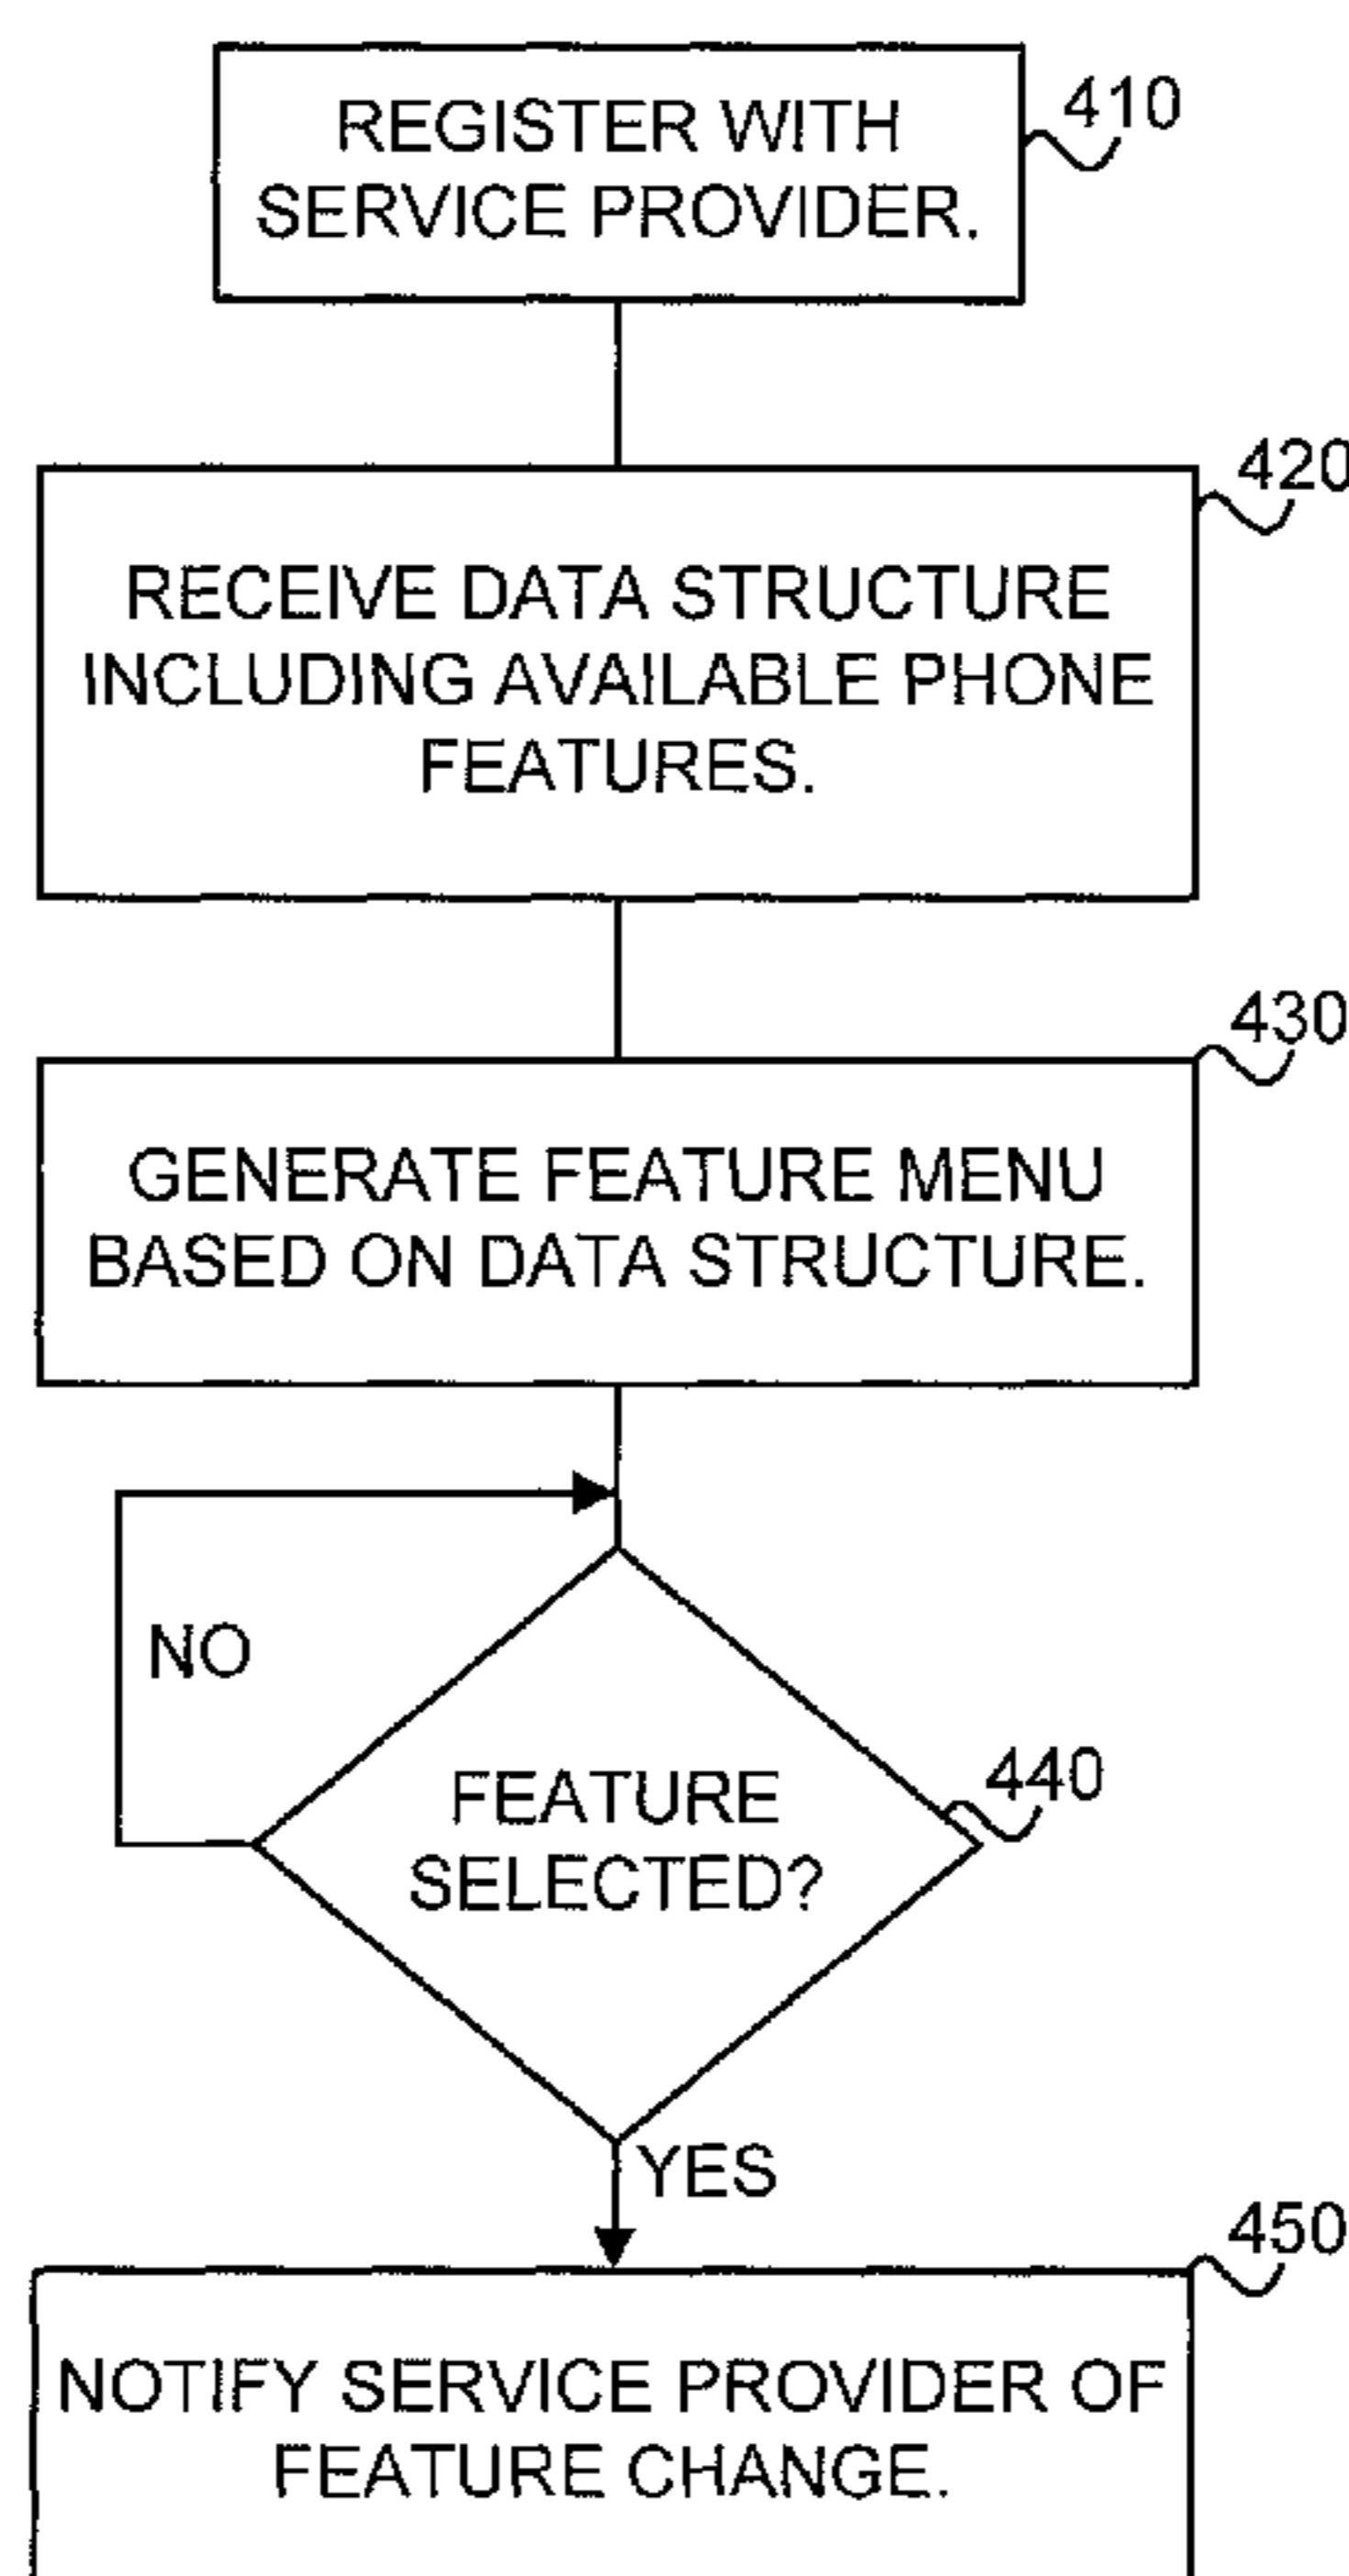 REGISTER WITH
SERVICE PROVIDER.
410
RECEIVE DATA STRUCTURE
INCLUDING AVAILABLE PHONE
FEATURES.
420
GENERATE FEATURE MENU
BASED ON DATA STRUCTURE.
430
NO
FEATURE
SELECTED?
440
YES
NOTIFY SERVICE PROVIDER OF
FEATURE CHANGE.
450